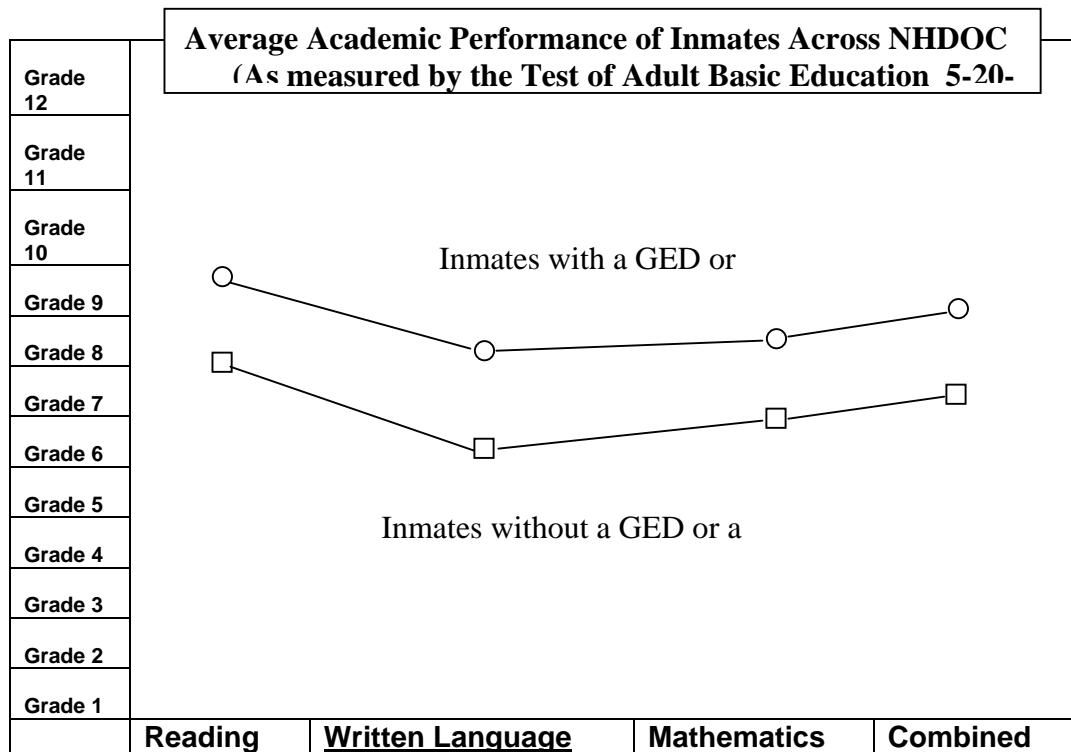 Average Academic Performance of Inmates Across NHDOC
(As measured by the Test of Adult Basic Education 5-20-
Grade
12
Grade
11
Grade
10
Inmates with a GED or
Grade 9
Grade 8
Grade 7
Grade 6
Grade 5
Inmates without a GED or a
Grade 4
Grade 3
Grade 2
Grade 1
Reading Written Language Mathematics Combined